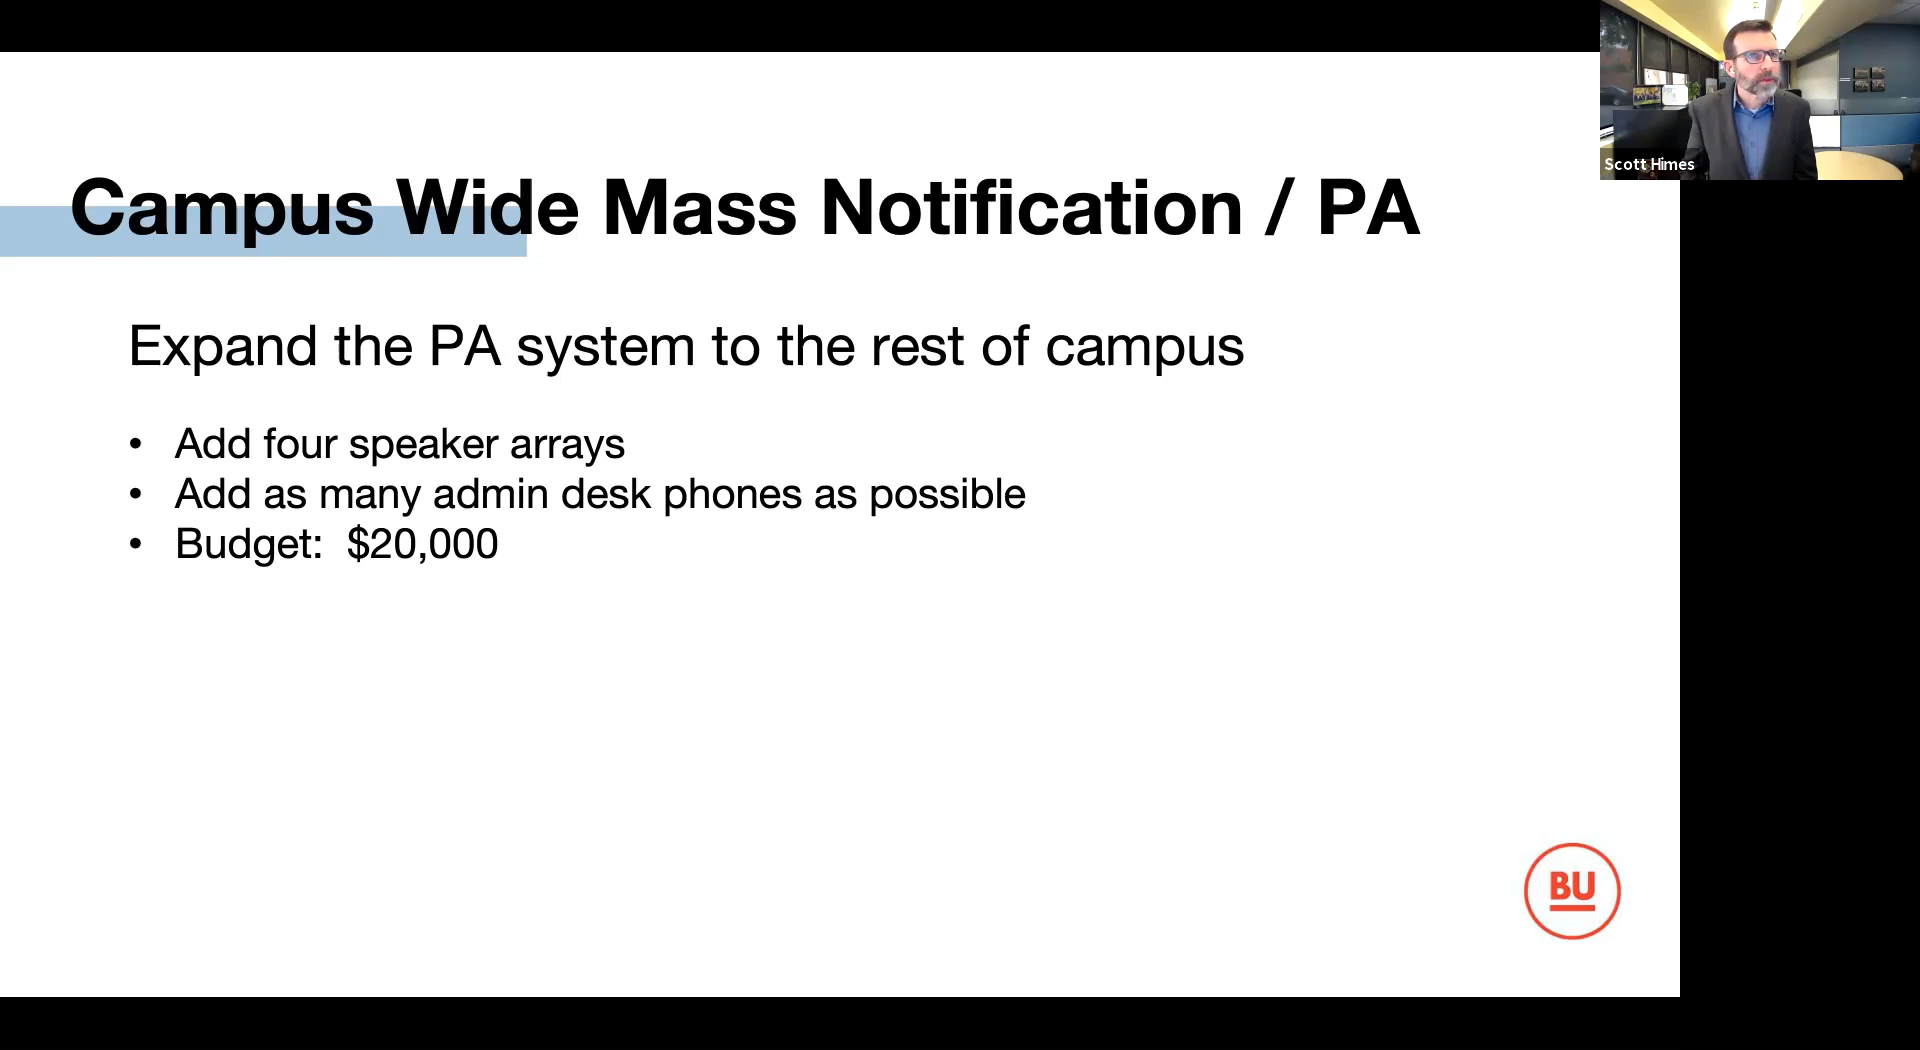 Scott Himes
Campus Wide Mass Notification / PA
Expand the PA system to the rest of campus
• Add four speaker arrays
• Add as many admin desk phones as possible
• Budget:  $20,000
BU